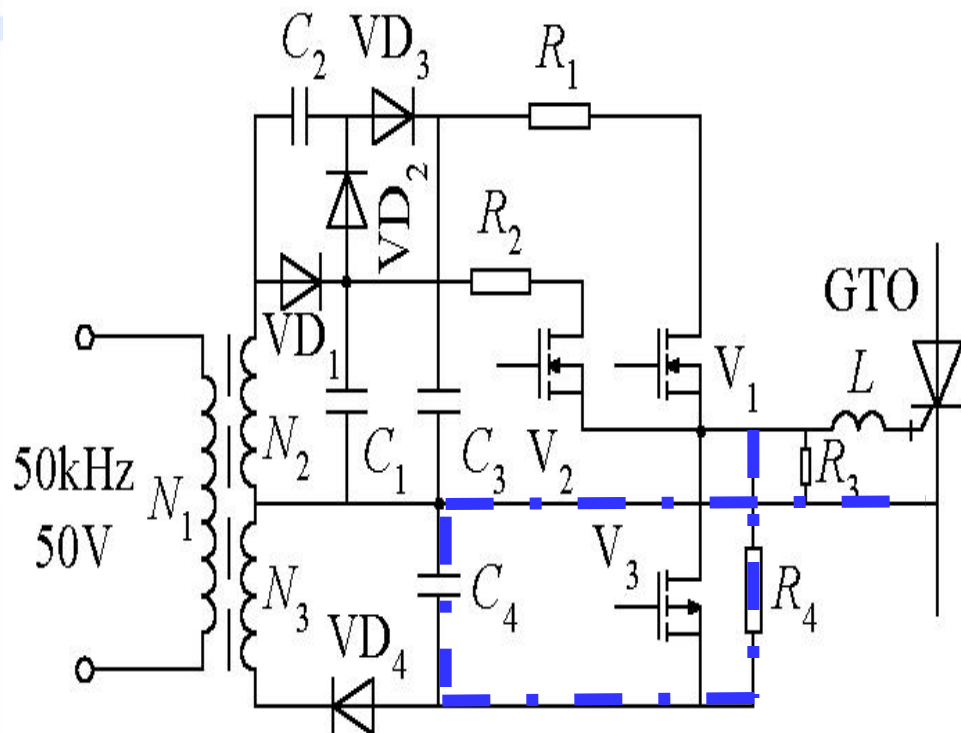 C₂
VD₃
R₁
VD₂
R₂
GTO
VD₁
V₁
L
50kHz
50V
N₁
N₂
C₁
C₃
V₂
R₃
N₃
C₄
V₃
R₄
VD₄